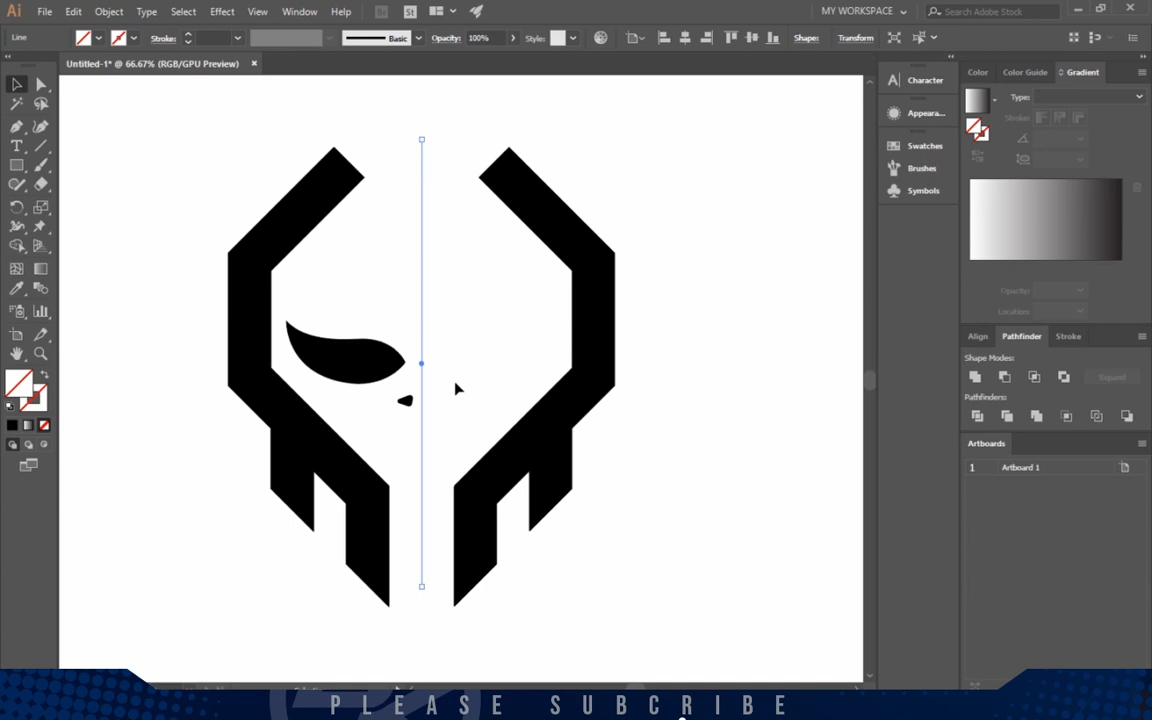 Ai File Edit Object Type Select Effect View Window Help Br St MY WORKSPACE Search Adobe Stock
Line Stroke: Basic Opacity: 100% Style: Shape: Transform
Untitled-1* @ 66.67% (RGB/GPU Preview)
Character
Appeara...
Swatches
Brushes
Symbols
Color Color Guide Gradient
Type:
Stroke:
Opacity:
Location:
Align Pathfinder Stroke
Shape Modes:
Expand
Pathfinders:
Artboards
1 Artboard 1
PLEASE SUBCRIBE